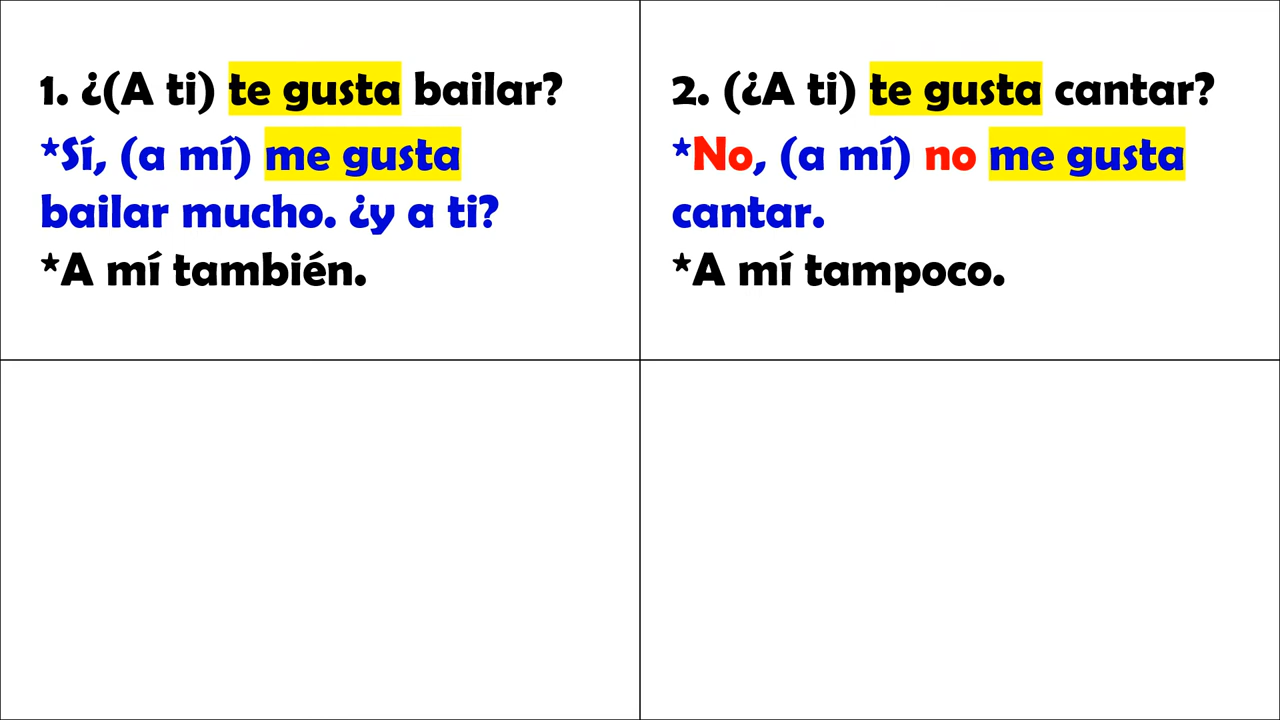 1. ¿(A ti) te gusta bailar?
*Sí, (a mí) me gusta
bailar mucho. ¿y a ti?
*A mí también.
2. (¿A ti) te gusta cantar?
*No, (a mí) no me gusta
cantar.
*A mí tampoco.